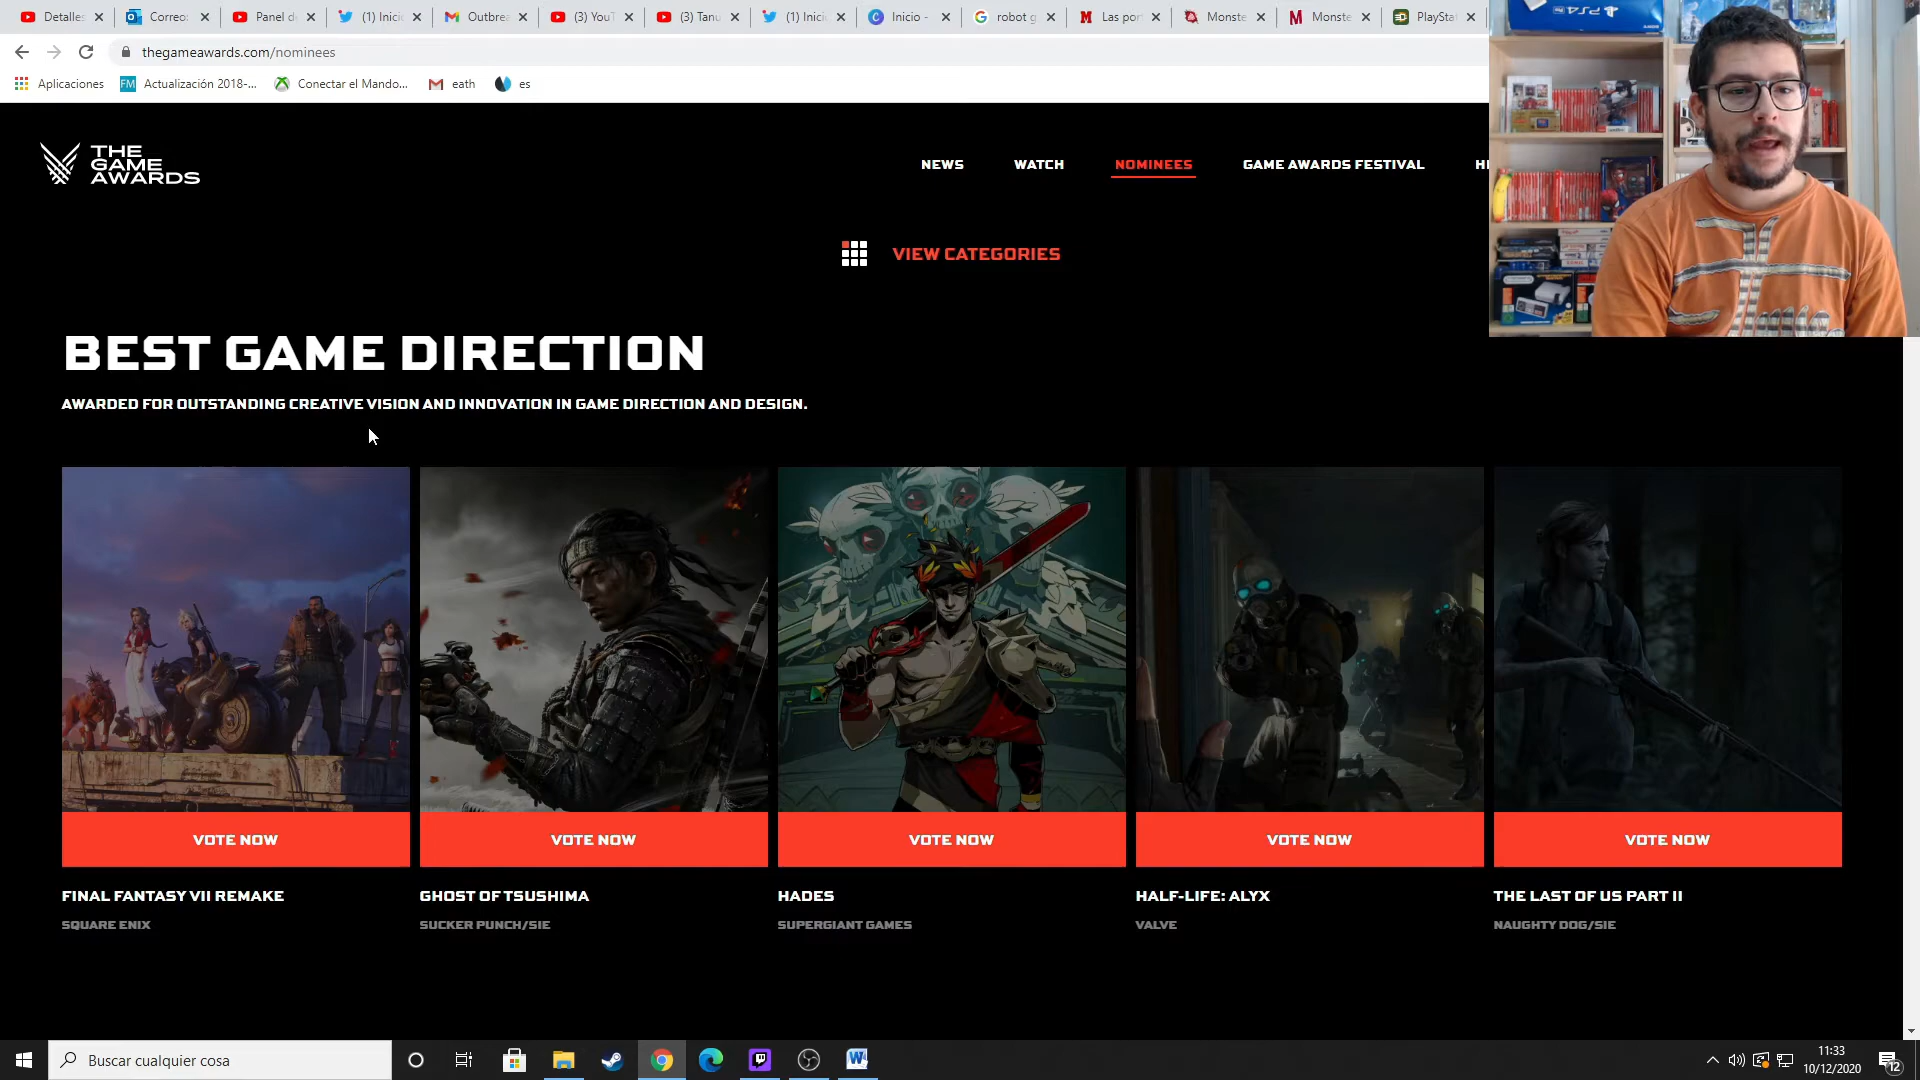 Detalles
Correo:
Panel de
(1) Inici
Outbrea
(3) YouT
(3) Tanu
(1) Inici
Inicio -
robot g
Las por
Monste
Monste
PlaySta
thegameawards.com/nominees
Aplicaciones
Actualización 2018-...
Conectar el Mando...
eath
es
THE
GAME
AWARDS
NEWS
WATCH
NOMINEES
GAME AWARDS FESTIVAL
VIEW CATEGORIES
BEST GAME DIRECTION
AWARDED FOR OUTSTANDING CREATIVE VISION AND INNOVATION IN GAME DIRECTION AND DESIGN.
VOTE NOW
VOTE NOW
VOTE NOW
VOTE NOW
VOTE NOW
FINAL FANTASY VII REMAKE
GHOST OF TSUSHIMA
HADES
HALF-LIFE: ALYX
THE LAST OF US PART II
SQUARE ENIX
SUCKER PUNCH/SIE
SUPERGIANT GAMES
VALVE
NAUGHTY DOG/SIE
Buscar cualquier cosa
11:33
10/12/2020
12